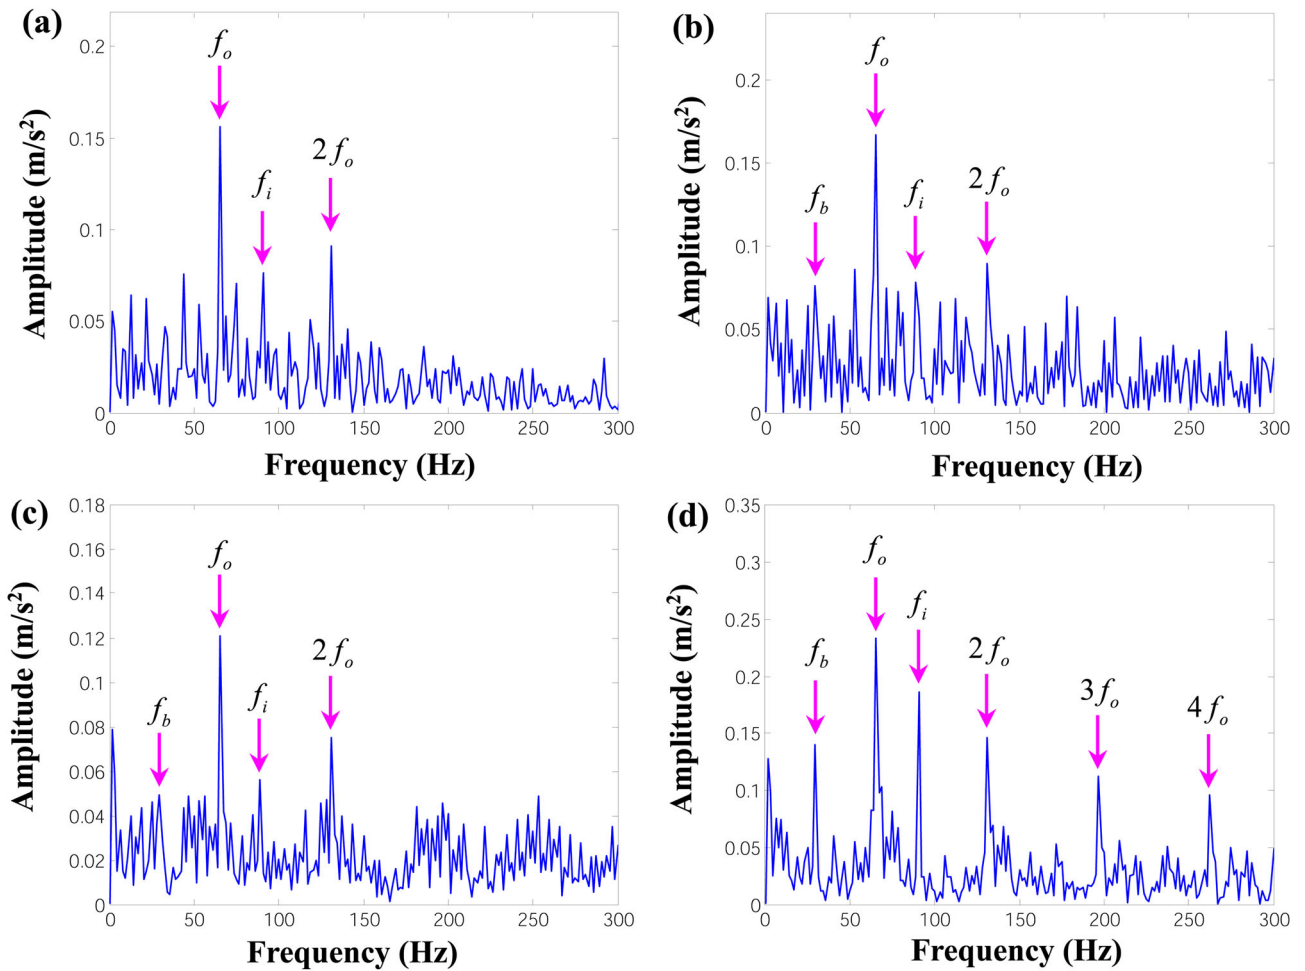 (a)
f_o
f_i
2f_o
Amplitude (m/s²)
0.2
0.15
0.1
0.05
0
0 50 100 150 200 250 300
Frequency (Hz)
(b)
f_b
f_o
f_i
2f_o
Amplitude (m/s²)
0.2
0.15
0.1
0.05
0
0 50 100 150 200 250 300
Frequency (Hz)
(c)
f_b
f_o
f_i
2f_o
Amplitude (m/s²)
0.18
0.16
0.14
0.12
0.1
0.08
0.06
0.04
0.02
0
0 50 100 150 200 250 300
Frequency (Hz)
(d)
f_b
f_o
f_i
2f_o
3f_o
4f_o
Amplitude (m/s²)
0.35
0.3
0.25
0.2
0.15
0.1
0.05
0
0 50 100 150 200 250 300
Frequency (Hz)